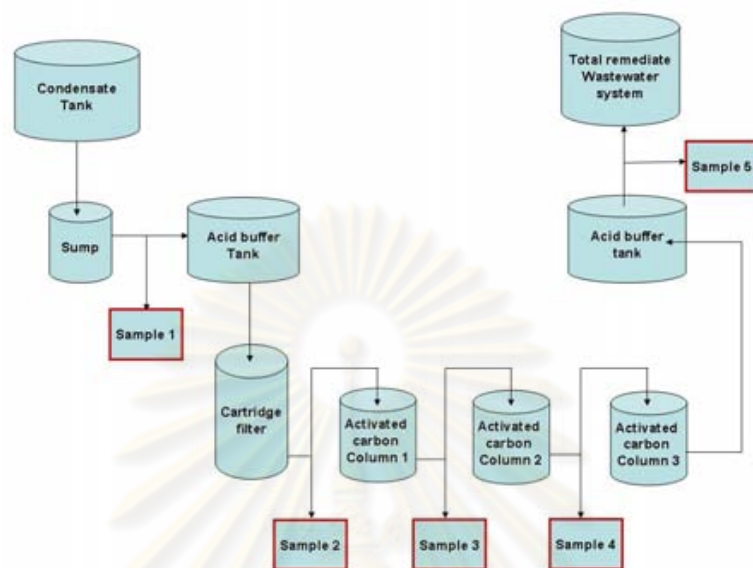 Condensate
Tank
Total remediate
Wastewater
system
Sample 5
Sump
Acid buffer
Tank
Acid buffer
tank
Sample 1
Cartridge
filter
Activated
carbon
Column 1
Activated
carbon
Column 2
Activated
carbon
Column 3
Sample 2
Sample 3
Sample 4